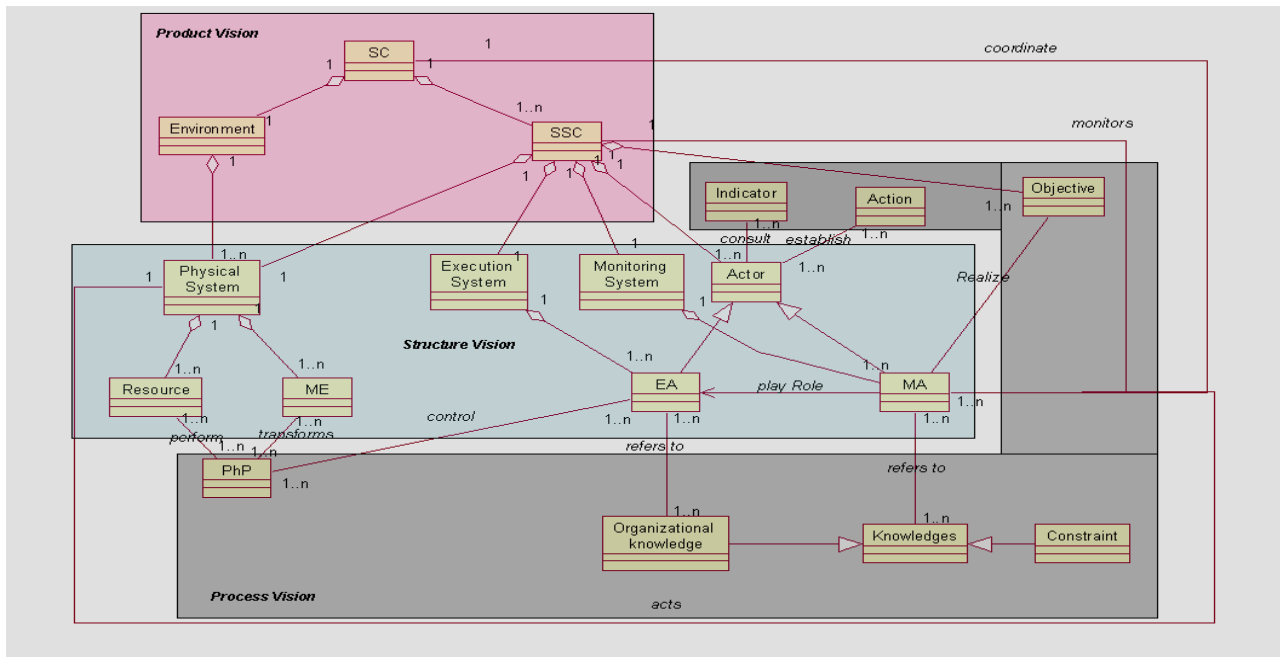 Product Vision
SC
1
coordinate
1
1
1..n
Environment
1
SSC
1
monitors
1
1
1
1
1
1
Indicator
Action
Objective
1..n
1..n
1..n
consult
establish
1..n
1
1
1..n
1..n
1
1
Physical
System
Execution
System
1
Monitoring
System
Actor
Realize
1
1
1
1
Structure Vision
1..n
1..n
1..n
1..n
Resource
ME
EA
play Role
MA
1..n
1..n
control
1..n
1..n
1..n
1..n
perform
transforms
1..n
1..n
refers to
refers to
PhP
1..n
1..n
1..n
Organizational
knowledge
Knowledges
Constraint
Process Vision
acts